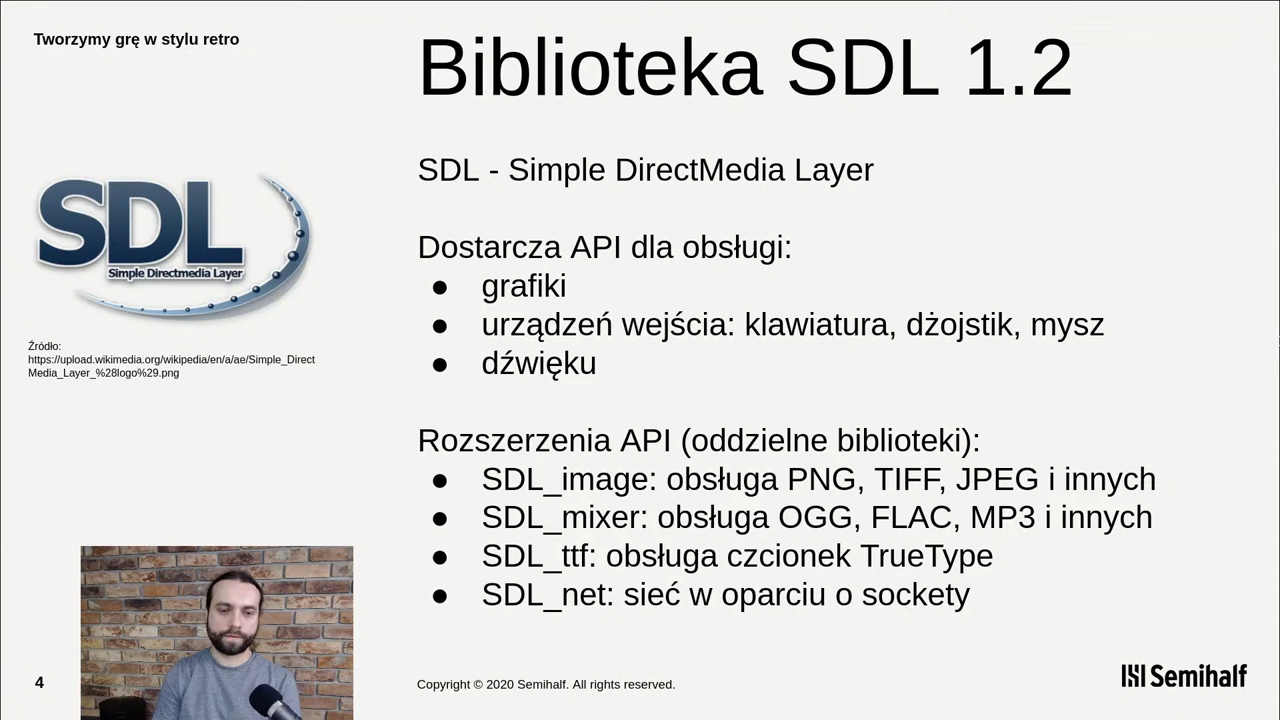 Tworzymy grę w stylu retro
Biblioteka SDL 1.2
SDL
Simple Directmedia Layer
Źródło:
https://upload.wikimedia.org/wikipedia/en/a/ae/Simple_Direct
Media_Layer_%28logo%29.png
SDL - Simple DirectMedia Layer
Dostarcza API dla obsługi:
● grafiki
● urządzeń wejścia: klawiatura, dżojstik, mysz
● dźwięku
Rozszerzenia API (oddzielne biblioteki):
● SDL_image: obsługa PNG, TIFF, JPEG i innych
● SDL_mixer: obsługa OGG, FLAC, MP3 i innych
● SDL_ttf: obsługa czcionek TrueType
● SDL_net: sieć w oparciu o sockety
4
Copyright © 2020 Semihalf. All rights reserved.
Semihalf